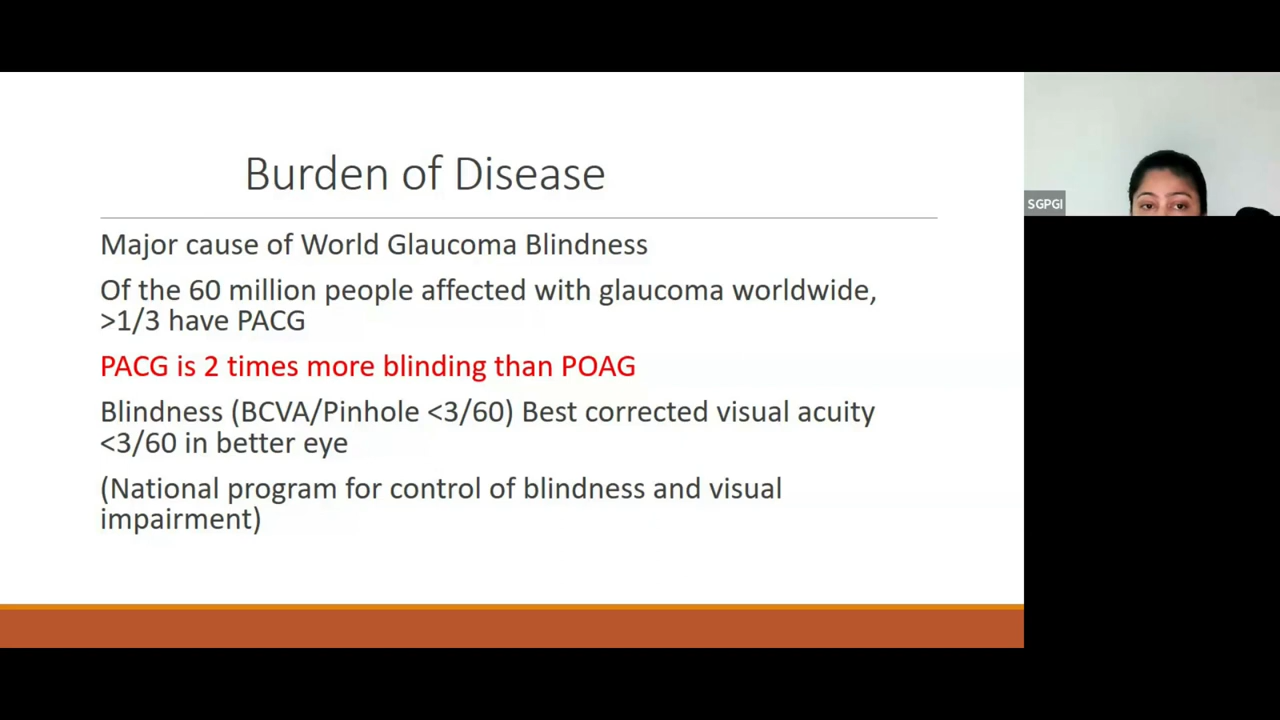 Burden of Disease
Major cause of World Glaucoma Blindness
Of the 60 million people affected with glaucoma worldwide,
>1/3 have PACG
PACG is 2 times more blinding than POAG
Blindness (BCVA/Pinhole <3/60) Best corrected visual acuity
<3/60 in better eye
(National program for control of blindness and visual
impairment)
SGPGI